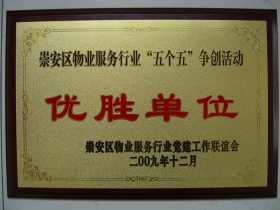 崇安区物业服务行业“五个五”争创活动
优胜单位
崇安区物业服务行业党建工作联谊会
二00九年十二月